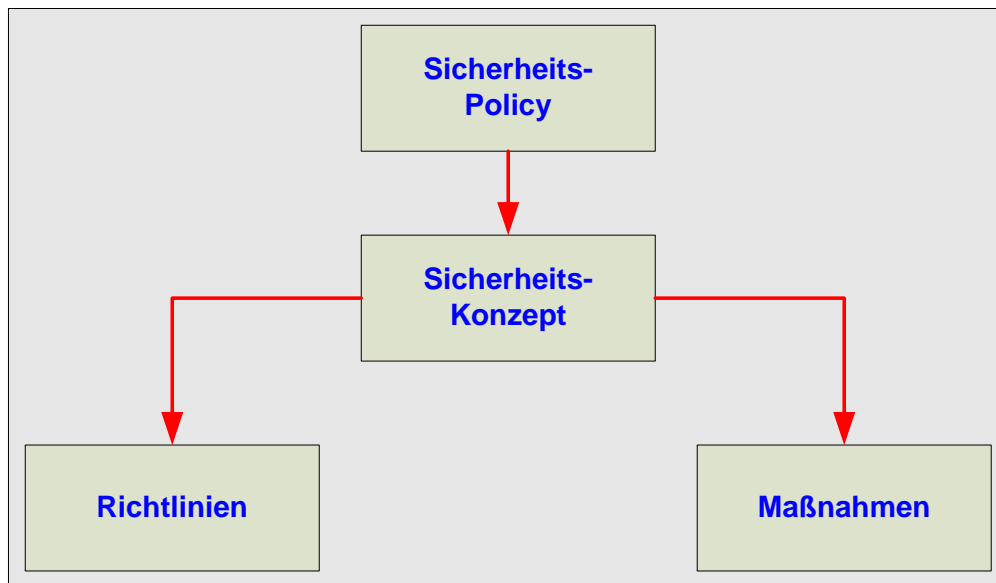 Sicherheits-
Policy
Sicherheits-
Konzept
Richtlinien
Maßnahmen